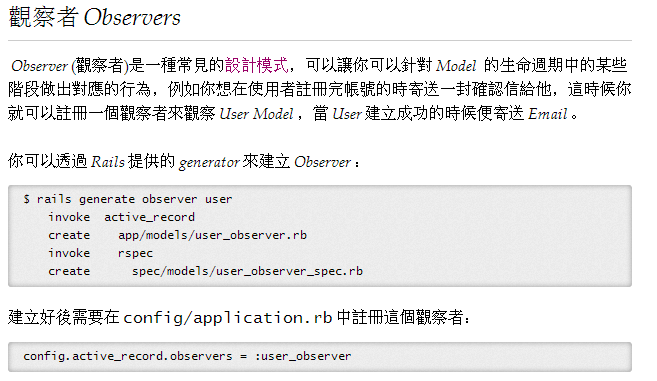 觀察者 Observers
Observer (觀察者)是一種常見的設計模式，可以讓你可以針對 Model 的生命週期中的某些
階段做出對應的行為，例如你想在使用者註冊完帳號的時寄送一封確認信給他，這時候你
就可以註冊一個觀察者來觀察 User Model ，當 User 建立成功的時候便寄送 Email 。
你可以透過 Rails 提供的 generator 來建立 Observer：
$ rails generate observer user
invoke  active_record
create    app/models/user_observer.rb
invoke    rspec
create      spec/models/user_observer_spec.rb
建立好後需要在 config/application.rb 中註冊這個觀察者：
config.active_record.observers = :user_observer